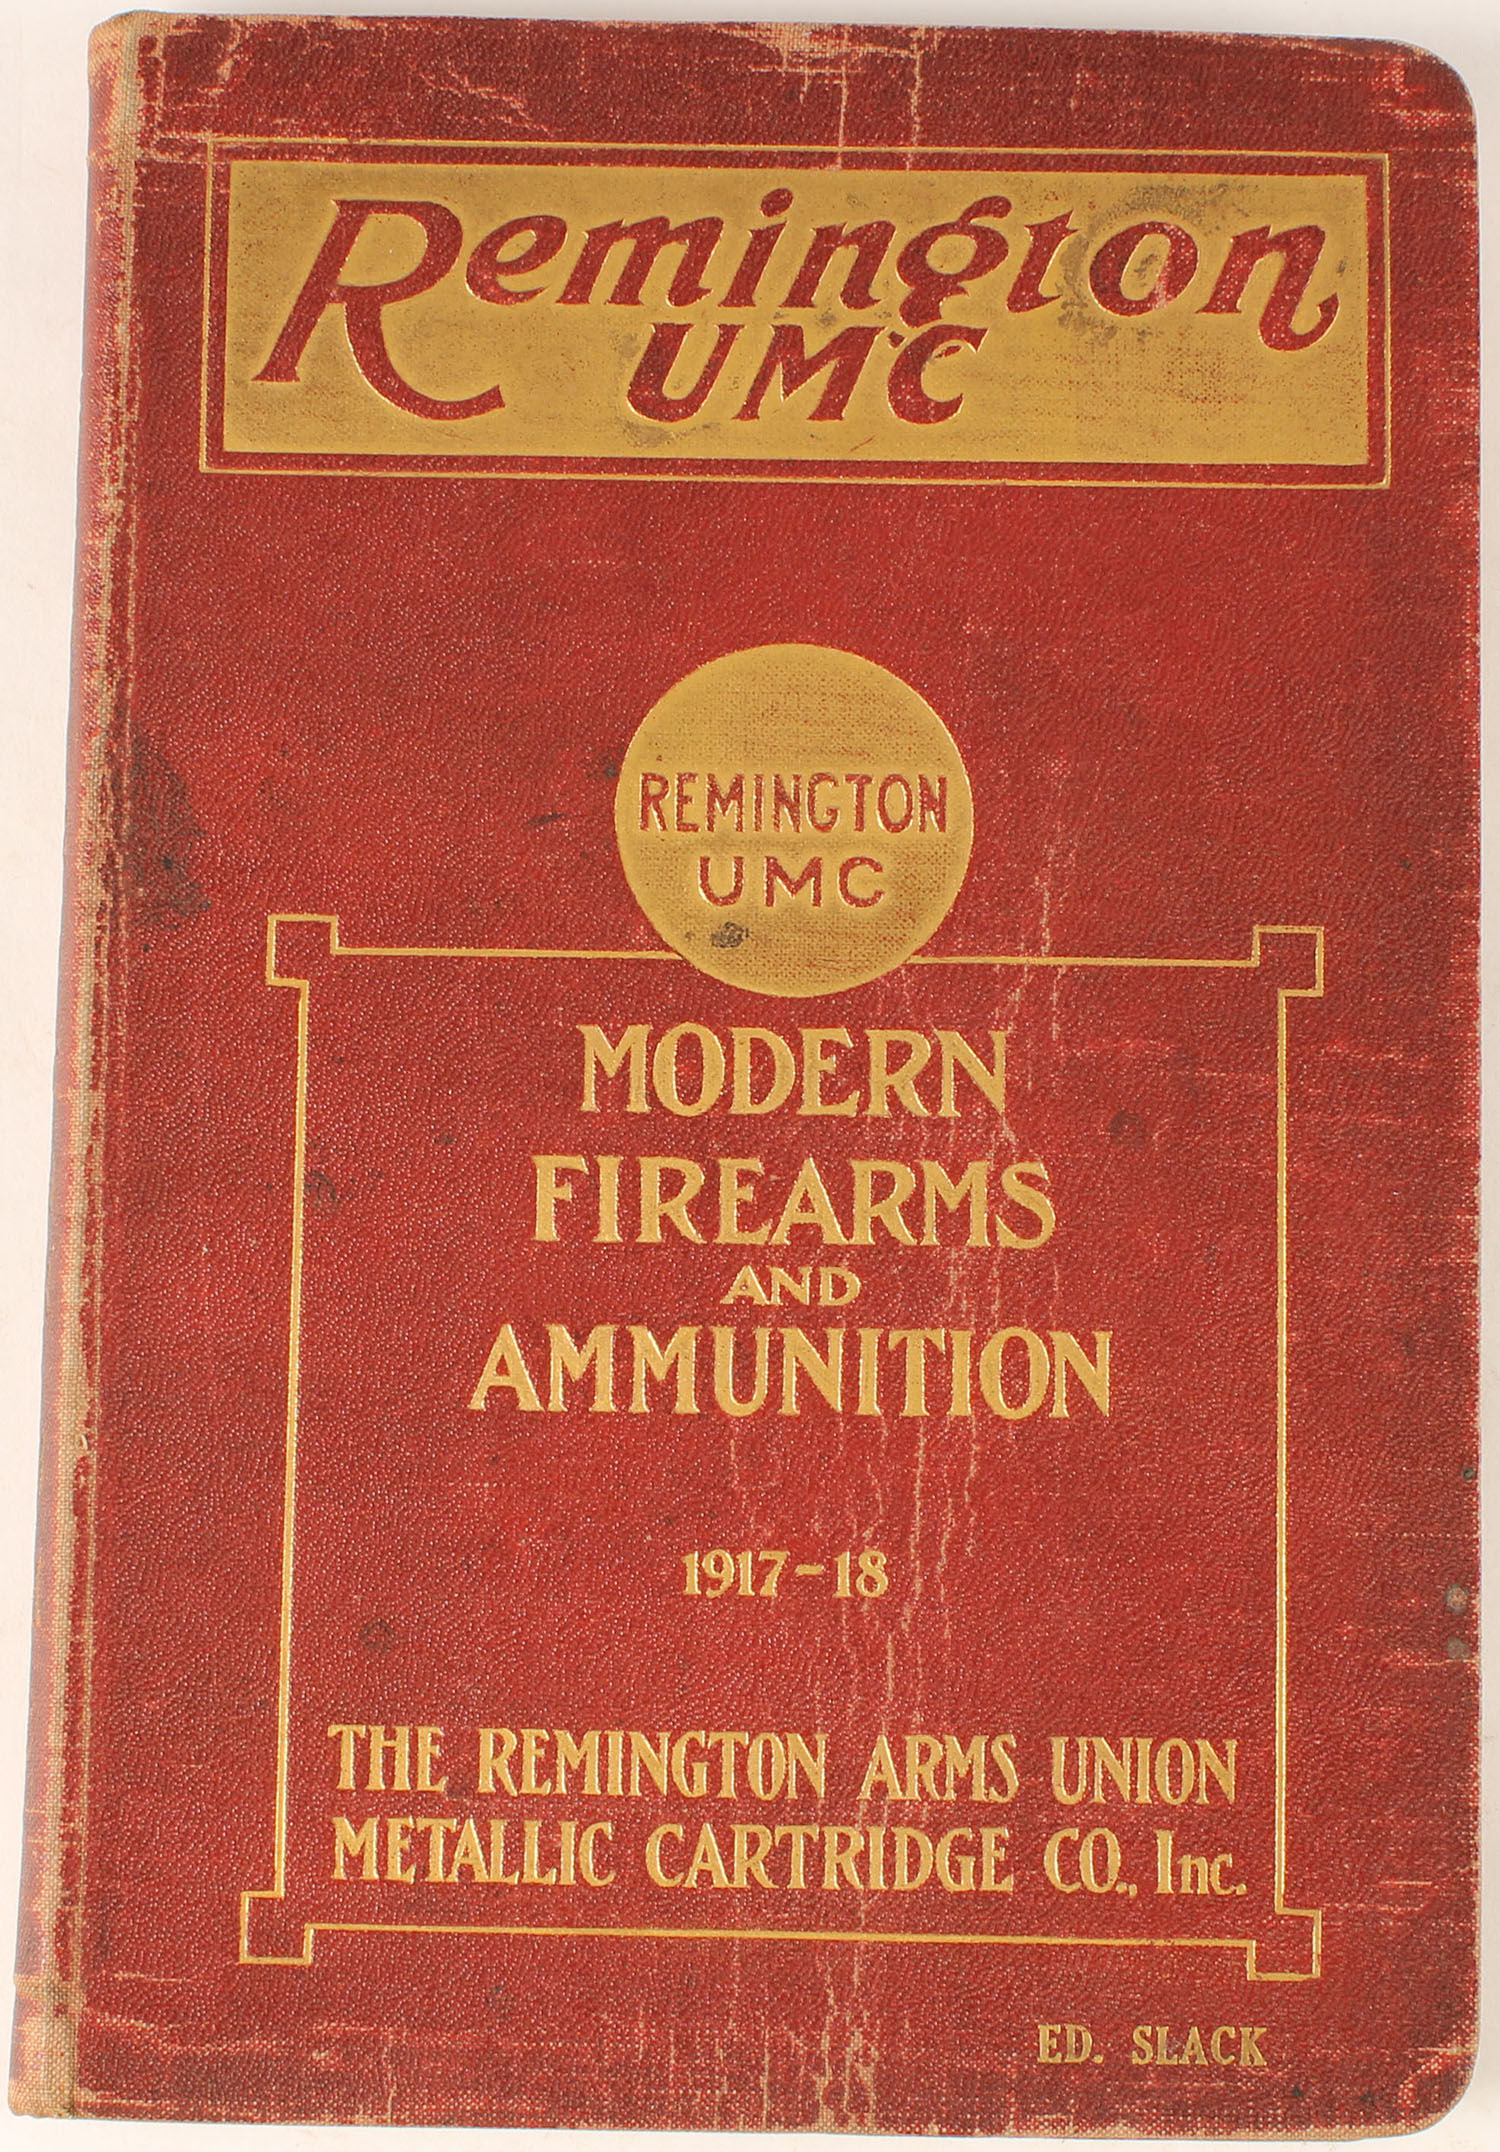 Remington
UMC
REMINGTON
UMC
MODERN
FIREARMS
AND
AMMUNITION
1917-18
THE REMINGTON ARMS UNION
METALLIC CARTRIDGE CO., Inc.
ED. SLACK